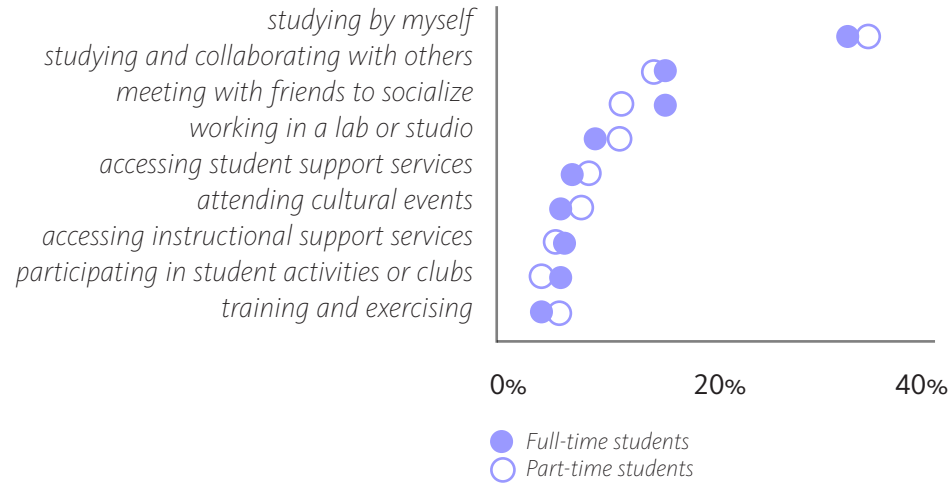 studying by myself
studying and collaborating with others
meeting with friends to socialize
working in a lab or studio
accessing student support services
attending cultural events
accessing instructional support services
participating in student activities or clubs
training and exercising
0% 20% 40%
Full-time students
Part-time students